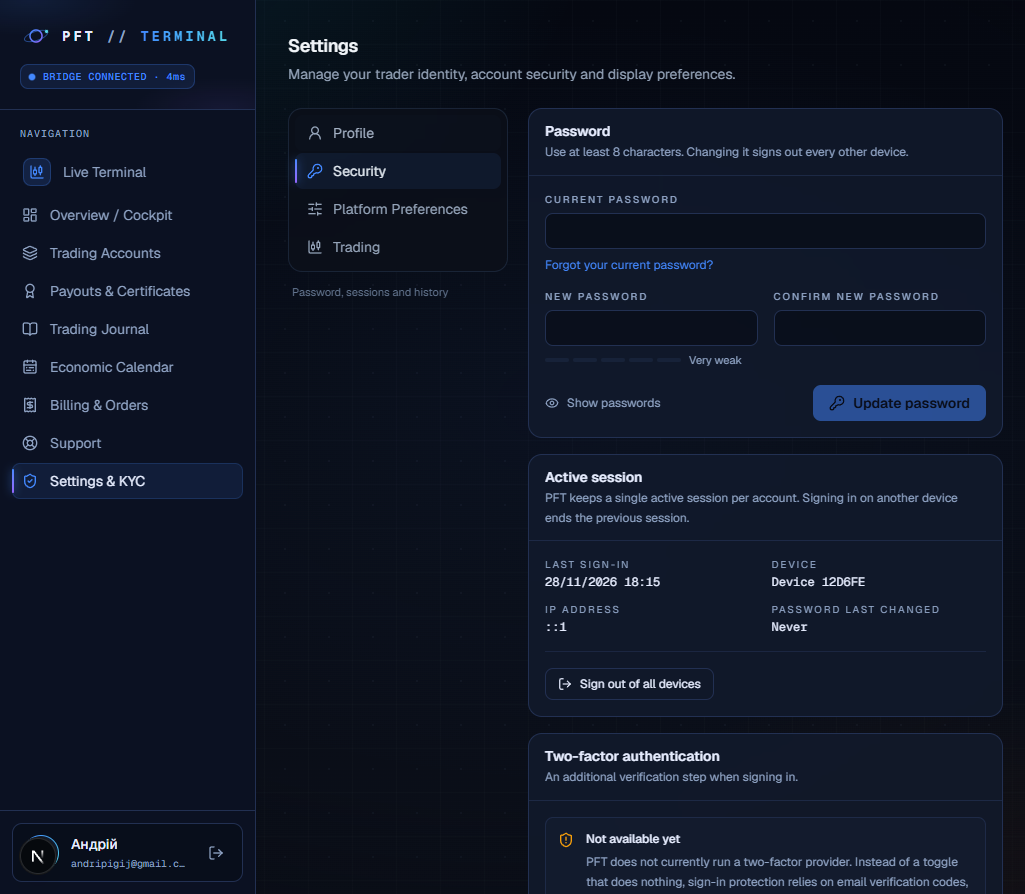 PFT // TERMINAL
BRIDGE CONNECTED · 4ms
NAVIGATION
Live Terminal
Overview / Cockpit
Trading Accounts
Payouts & Certificates
Trading Journal
Economic Calendar
Billing & Orders
Support
Settings & KYC
N
Андрій
andripigij@gmail.c…
Settings
Manage your trader identity, account security and display preferences.
Profile
Security
Platform Preferences
Trading
Password, sessions and history
Password
Use at least 8 characters. Changing it signs out every other device.
CURRENT PASSWORD
Forgot your current password?
NEW PASSWORD
CONFIRM NEW PASSWORD
Very weak
Show passwords
Update password
Active session
PFT keeps a single active session per account. Signing in on another device
ends the previous session.
LAST SIGN-IN
28/11/2026 18:15
DEVICE
Device 12D6FE
IP ADDRESS
::1
PASSWORD LAST CHANGED
Never
Sign out of all devices
Two-factor authentication
An additional verification step when signing in.
Not available yet
PFT does not currently run a two-factor provider. Instead of a toggle
that does nothing, sign-in protection relies on email verification codes,